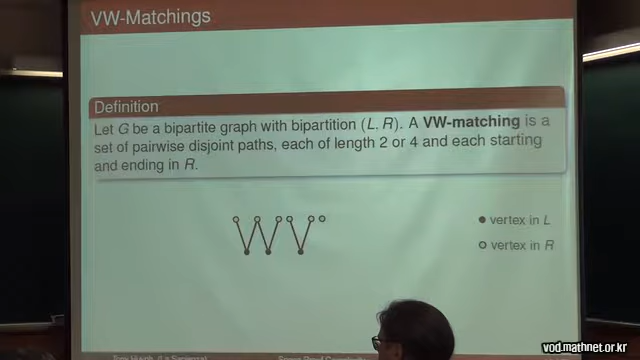 VW-Matchings
Definition
Let G be a bipartite graph with bipartition (L, R). A VW-matching is a
set of pairwise disjoint paths, each of length 2 or 4 and each starting
and ending in R.
vertex in L
vertex in R
vod.mathnet.or.kr